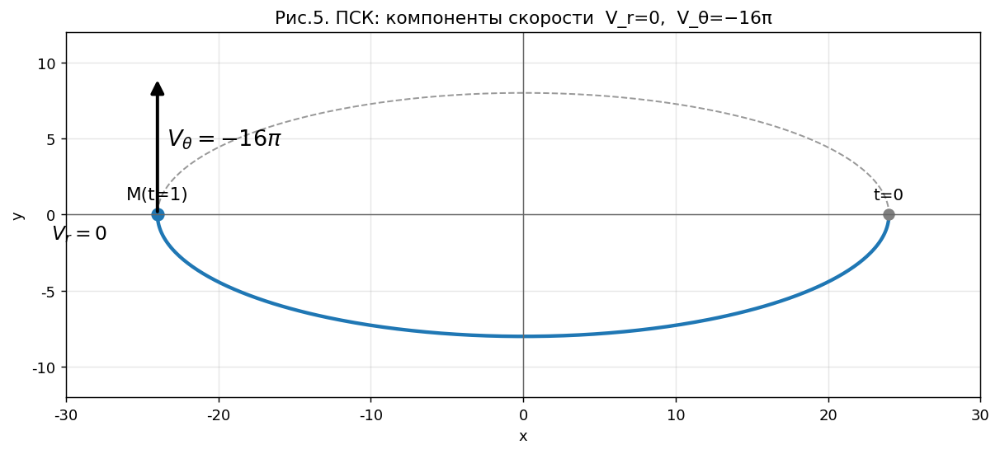 Рис.5. ПСК: компоненты скорости V_r=0, V_θ=−16π
10
5
0
-5
-10
y
V_θ = −16π
M(t=1)
t=0
V_r = 0
-30
-20
-10
0
10
20
30
x